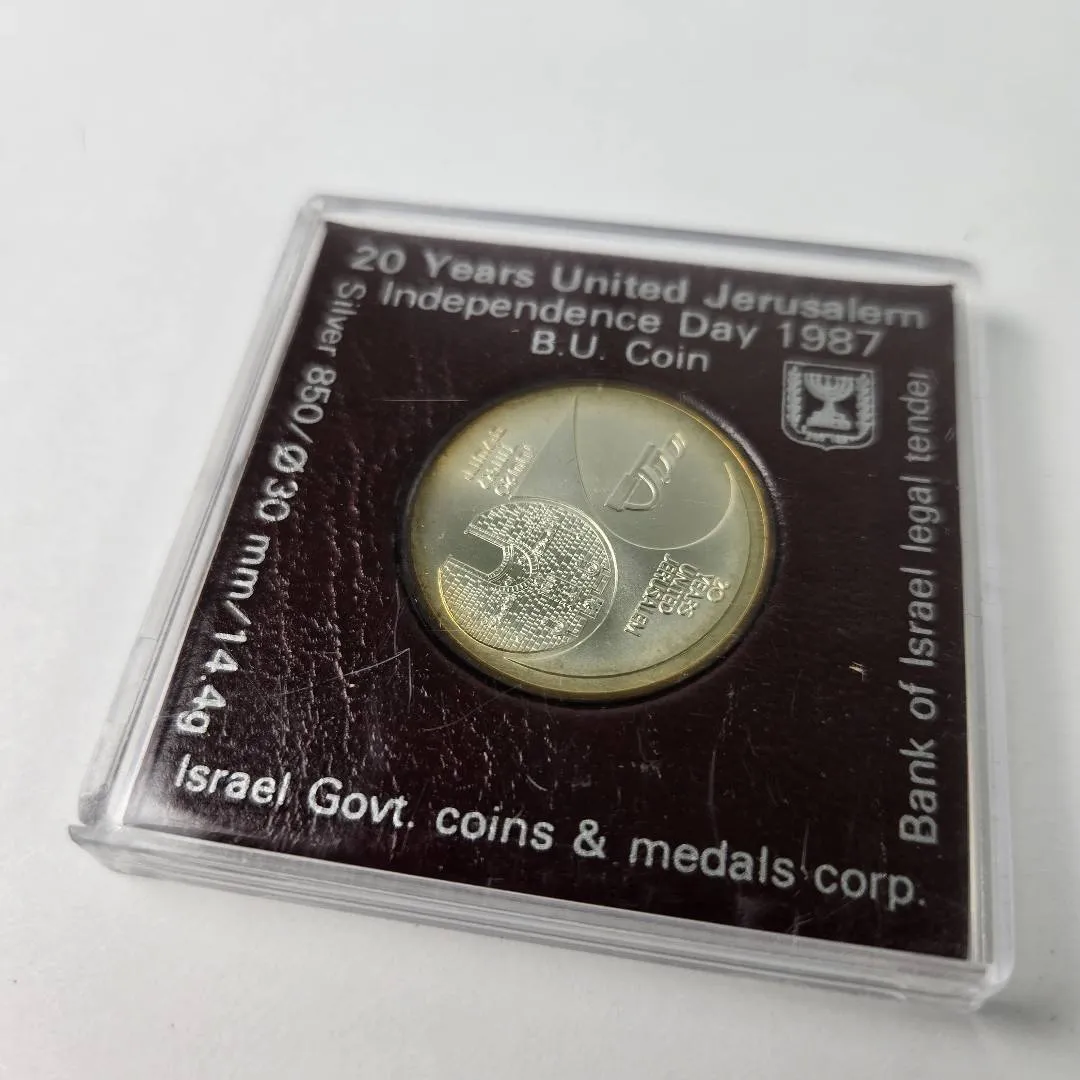 20 Years United Jerusalem
Independence Day 1987
B.U. Coin
Silver 850/Ø30 mm/14.4g
Bank of Israel legal tender
20
YEARS
UNITED
JERUSALEM
Israel Govt. coins & medals corp.